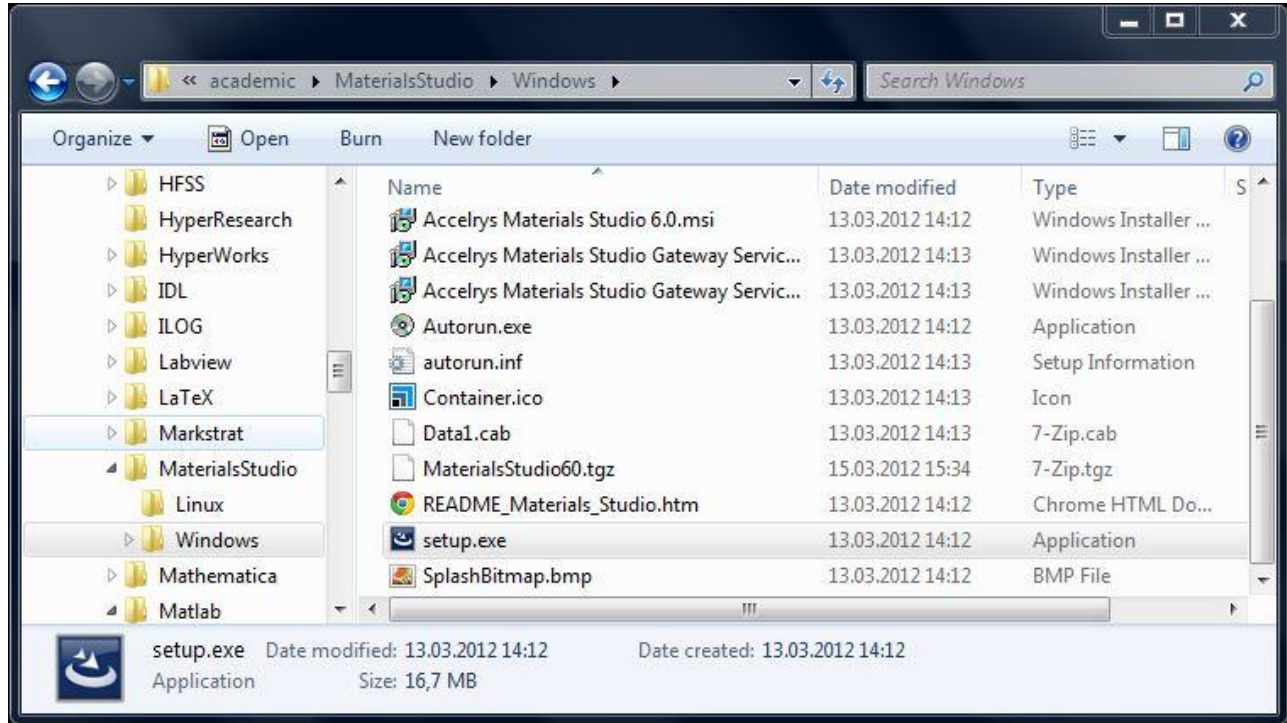 « academic ▸ MaterialsStudio ▸ Windows ▸ Search Windows
Organize Open Burn New folder
HFSS
HyperResearch
HyperWorks
IDL
ILOG
Labview
LaTeX
Markstrat
MaterialsStudio
Linux
Windows
Mathematica
Matlab
Name Date modified Type S
Accelrys Materials Studio 6.0.msi 13.03.2012 14:12 Windows Installer ...
Accelrys Materials Studio Gateway Servic... 13.03.2012 14:13 Windows Installer ...
Accelrys Materials Studio Gateway Servic... 13.03.2012 14:13 Windows Installer ...
Autorun.exe 13.03.2012 14:12 Application
autorun.inf 13.03.2012 14:13 Setup Information
Container.ico 13.03.2012 14:13 Icon
Data1.cab 13.03.2012 14:13 7-Zip.cab
MaterialsStudio60.tgz 15.03.2012 15:34 7-Zip.tgz
README_Materials_Studio.htm 13.03.2012 14:12 Chrome HTML Do...
setup.exe 13.03.2012 14:12 Application
SplashBitmap.bmp 13.03.2012 14:12 BMP File
setup.exe Date modified: 13.03.2012 14:12 Date created: 13.03.2012 14:12
Application Size: 16,7 MB